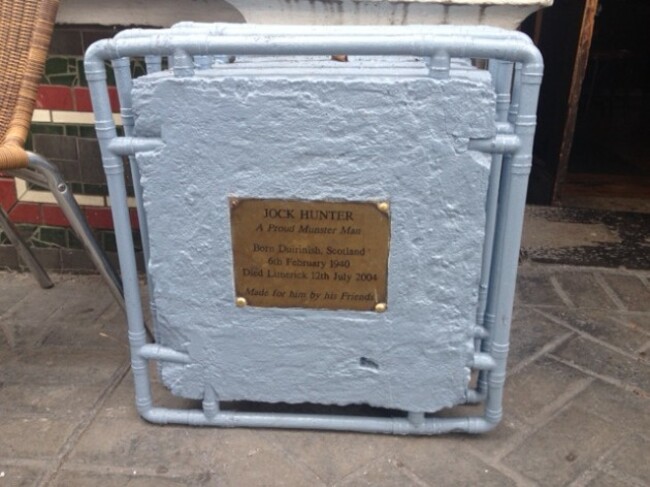 JOCK HUNTER
A Proud Munster Man
Born Duirinish, Scotland
6th February 1940
Died Limerick 12th July 2004
Made for him by his Friends